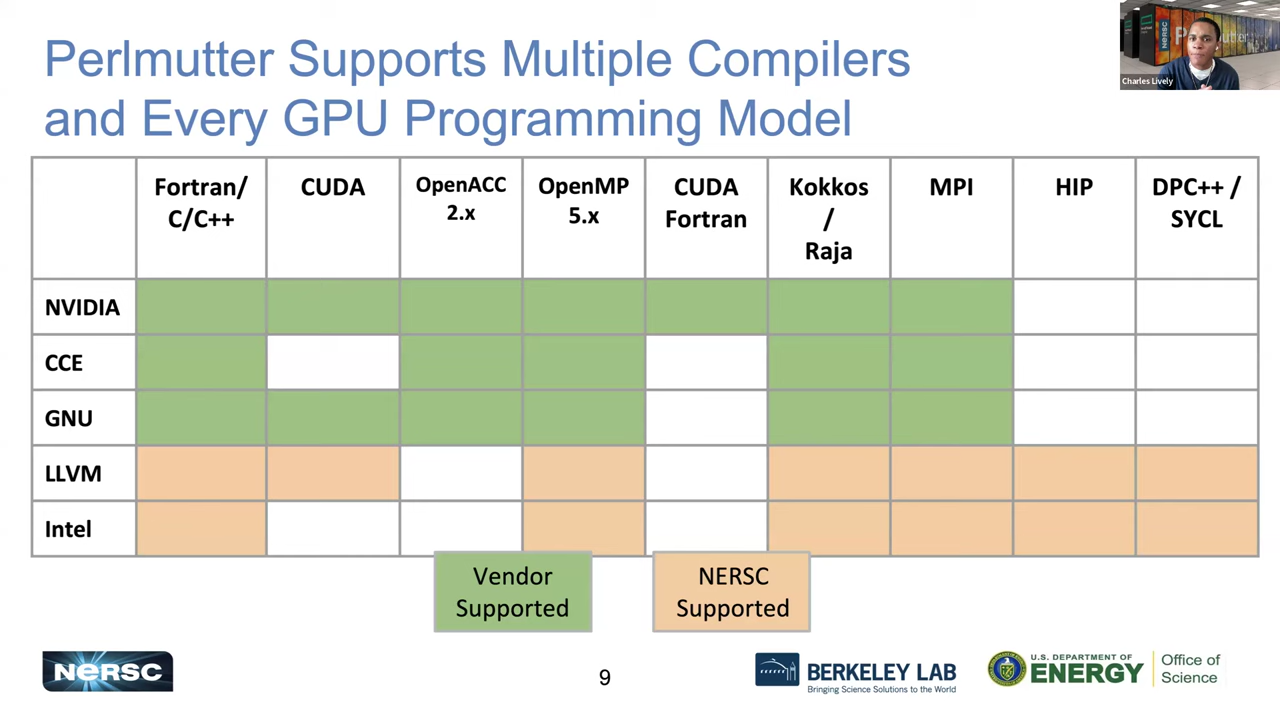 Perlmutter Supports Multiple Compilers
and Every GPU Programming Model
Charles Lively
Fortran/
C/C++
CUDA
OpenACC
2.x
OpenMP
5.x
CUDA
Fortran
Kokkos
/
Raja
MPI
HIP
DPC++ /
SYCL
NVIDIA
CCE
GNU
LLVM
Intel
Vendor
Supported
NERSC
Supported
NERSC
9
BERKELEY LAB
Bringing Science Solutions to the World
U.S. DEPARTMENT OF
ENERGY
Office of
Science